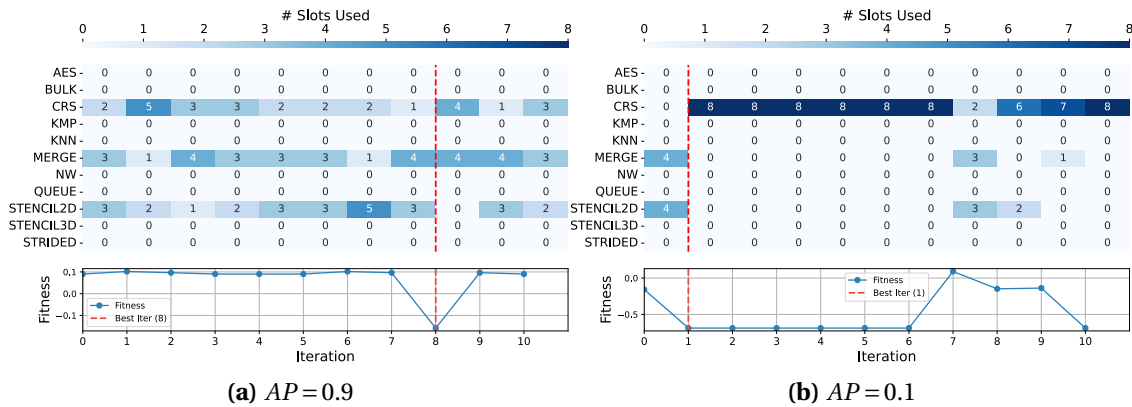 # Slots Used
0 1 2 3 4 5 6 7 8
AES 0 0 0 0 0 0 0 0 0 0 0
BULK 0 0 0 0 0 0 0 0 0 0 0
CRS 2 5 3 3 2 2 2 1 4 1 3
KMP 0 0 0 0 0 0 0 0 0 0 0
KNN 0 0 0 0 0 0 0 0 0 0 0
MERGE 3 1 4 3 3 3 1 4 4 4 3
NW 0 0 0 0 0 0 0 0 0 0 0
QUEUE 0 0 0 0 0 0 0 0 0 0 0
STENCIL2D 3 2 1 2 3 3 5 3 0 3 2
STENCIL3D 0 0 0 0 0 0 0 0 0 0 0
STRIDED 0 0 0 0 0 0 0 0 0 0 0
Fitness
0.1
0.0
−0.1
Fitness
Best Iter (8)
0 1 2 3 4 5 6 7 8 9 10
Iteration
(a) AP = 0.9
# Slots Used
0 1 2 3 4 5 6 7 8
AES 0 0 0 0 0 0 0 0 0 0 0
BULK 0 0 0 0 0 0 0 0 0 0 0
CRS 0 8 8 8 8 8 8 2 6 7 8
KMP 0 0 0 0 0 0 0 0 0 0 0
KNN 0 0 0 0 0 0 0 0 0 0 0
MERGE 4 0 0 0 0 0 0 3 0 1 0
NW 0 0 0 0 0 0 0 0 0 0 0
QUEUE 0 0 0 0 0 0 0 0 0 0 0
STENCIL2D 4 0 0 0 0 0 0 3 2 0 0
STENCIL3D 0 0 0 0 0 0 0 0 0 0 0
STRIDED 0 0 0 0 0 0 0 0 0 0 0
Fitness
0.0
−0.5
Fitness
Best Iter (1)
0 1 2 3 4 5 6 7 8 9 10
Iteration
(b) AP = 0.1